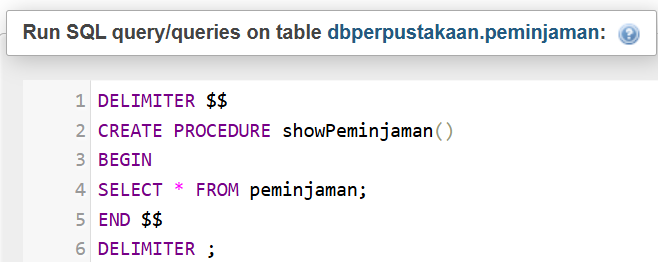 Run SQL query/queries on table dbperpustakaan.peminjaman:
1 DELIMITER $$
2 CREATE PROCEDURE showPeminjaman()
3 BEGIN
4 SELECT * FROM peminjaman;
5 END $$
6 DELIMITER ;